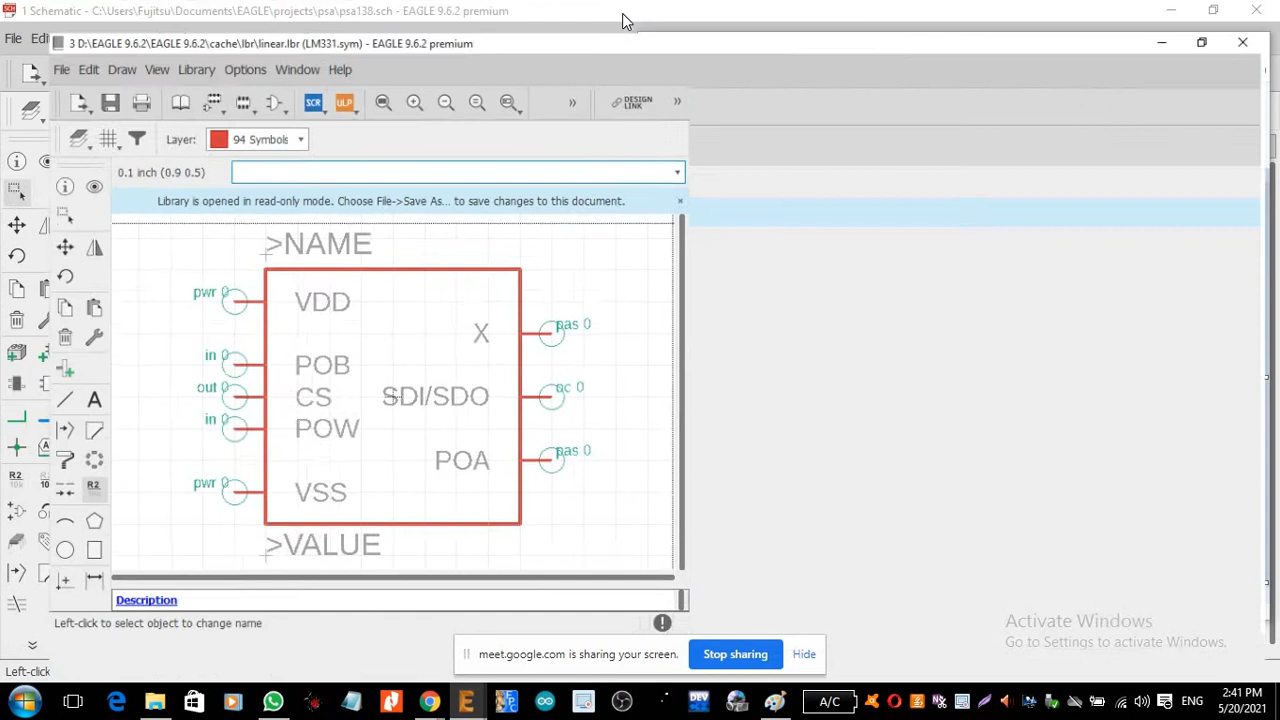 1 Schematic - C:\Users\Fujitsu\Documents\EAGLE\projects\psa\psa138.sch - EAGLE 9.6.2 premium
File
3 D:\EAGLE 9.6.2\EAGLE 9.6.2\cache\lbr\linear.lbr (LM331.sym) - EAGLE 9.6.2 premium
File Edit Draw View Library Options Window Help
SCR ULP DESIGN LINK
Layer: 94 Symbols
0.1 inch (0.9 0.5)
Library is opened in read-only mode. Choose File->Save As... to save changes to this document.
>NAME
pwr 0 VDD
X pas 0
in 0 POB
out 0 CS SDI/SDO oc 0
in 0 POW
POA pas 0
pwr 0 VSS
>VALUE
R2
R2
Description
Left-click to select object to change name
Left-click
Activate Windows
Go to Settings to activate Windows.
meet.google.com is sharing your screen. Stop sharing Hide
A/C
ENG
2:41 PM
5/20/2021